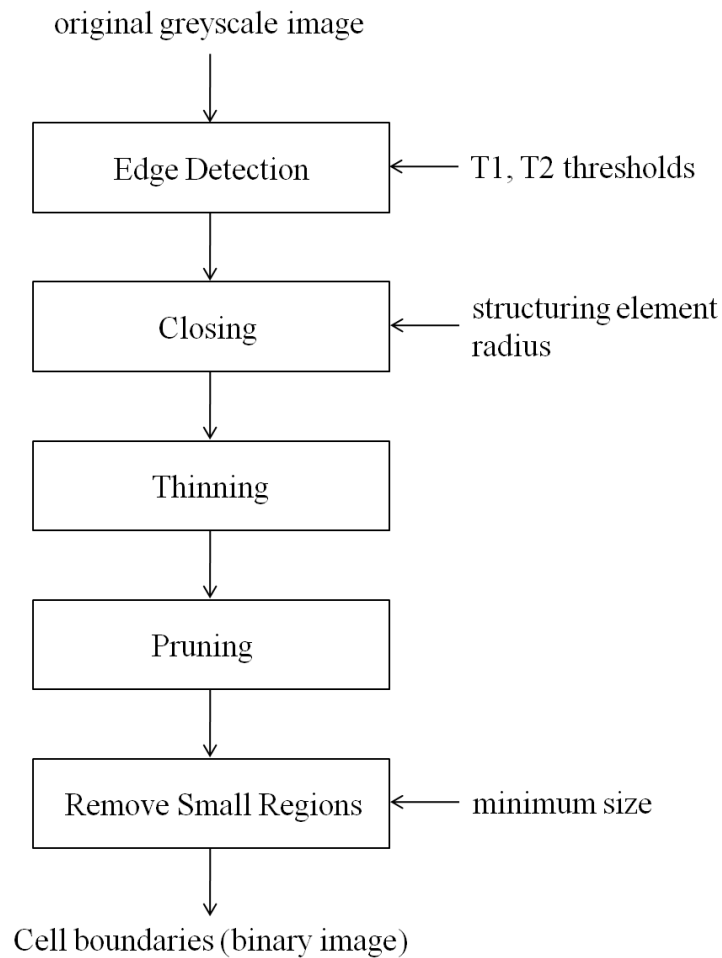 original greyscale image
Edge Detection
T1, T2 thresholds
Closing
structuring element
radius
Thinning
Pruning
Remove Small Regions
minimum size
Cell boundaries (binary image)